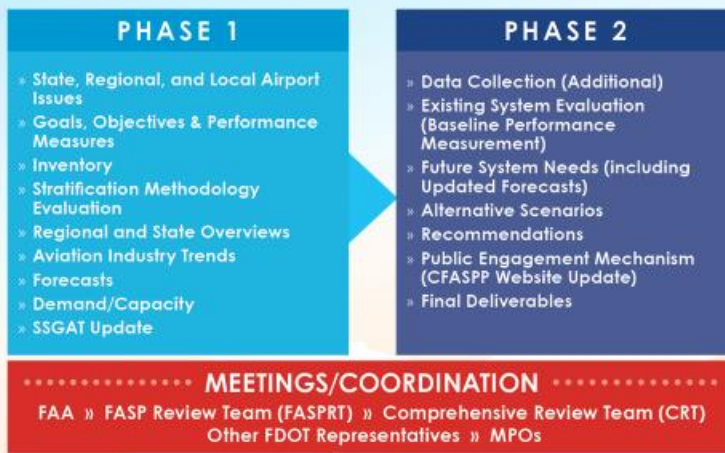 PHASE 1
» State, Regional, and Local Airport
Issues
» Goals, Objectives & Performance
Measures
» Inventory
» Stratification Methodology
Evaluation
» Regional and State Overviews
» Aviation Industry Trends
» Forecasts
» Demand/Capacity
» SSGAT Update
PHASE 2
» Data Collection (Additional)
» Existing System Evaluation
(Baseline Performance
Measurement)
» Future System Needs (including
Updated Forecasts)
» Alternative Scenarios
» Recommendations
» Public Engagement Mechanism
(CFASPP Website Update)
» Final Deliverables
MEETINGS/COORDINATION
FAA » FASP Review Team (FASPRT) » Comprehensive Review Team (CRT)
Other FDOT Representatives » MPOs